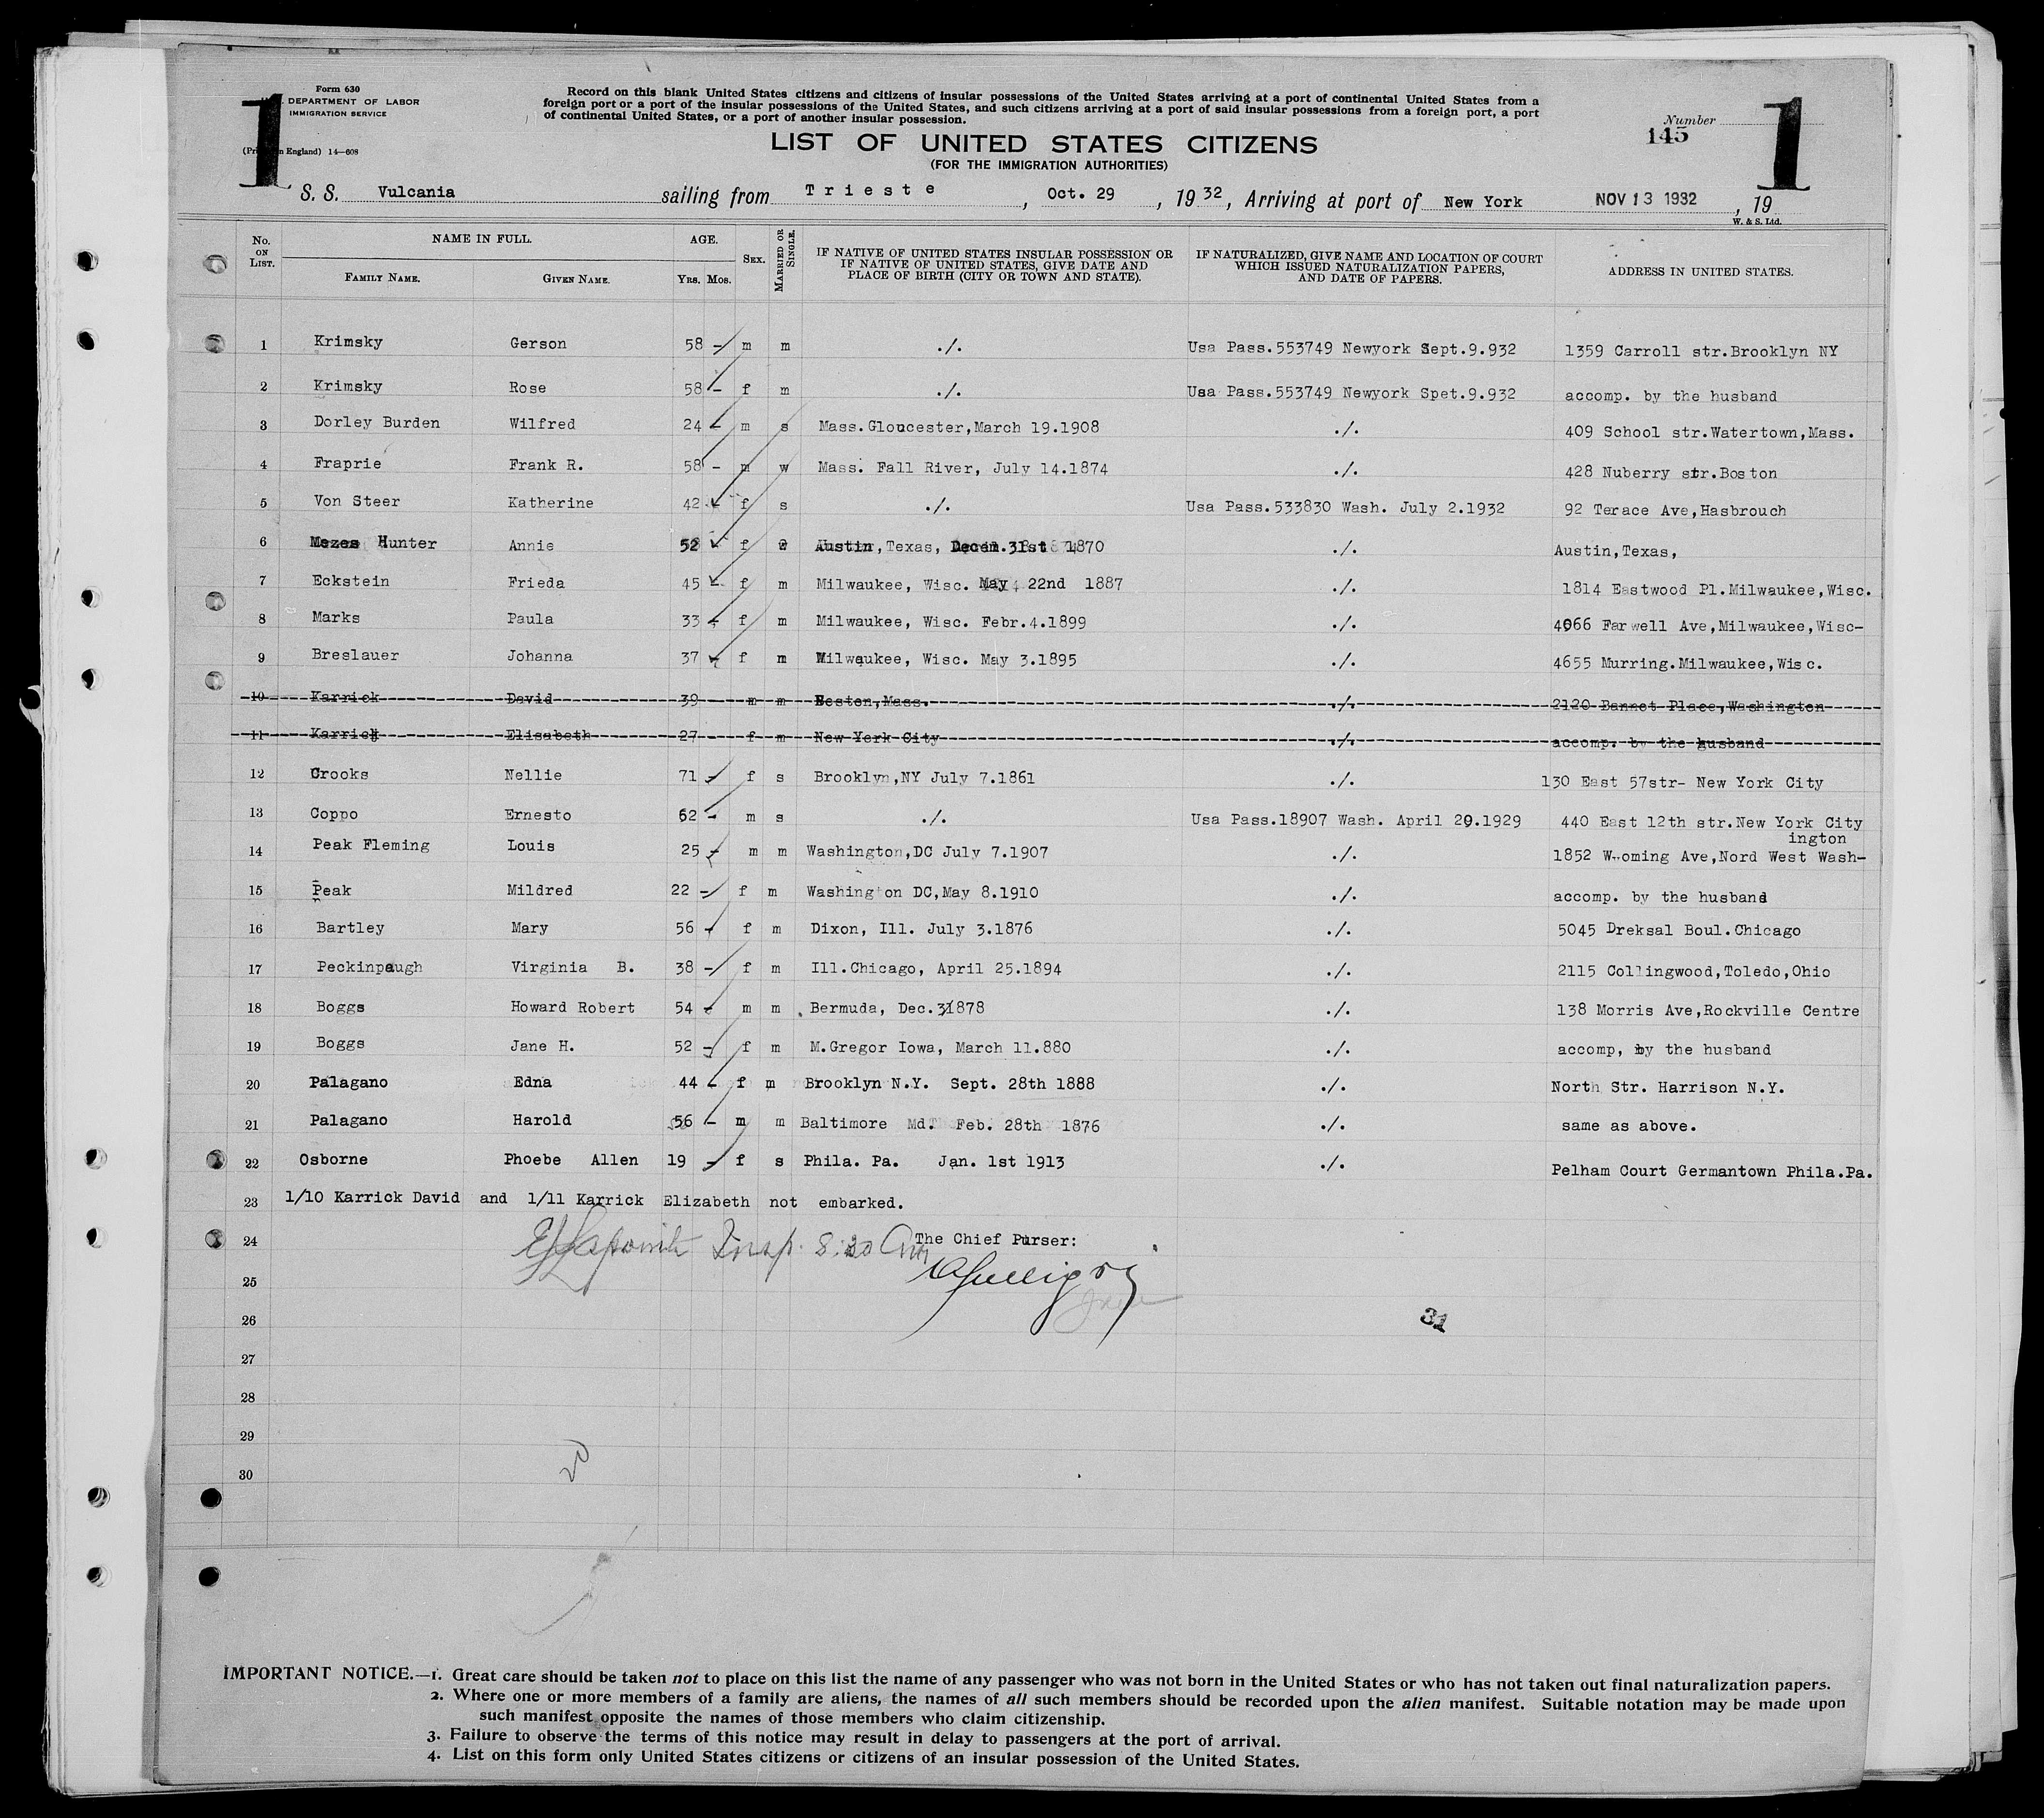 1
Form 630
DEPARTMENT OF LABOR
IMMIGRATION SERVICE
(Pr n England) 14—608
Record on this blank United States citizens and citizens of insular possessions of the United States arriving at a port of continental United States from a
foreign port or a port of the insular possessions of the United States, and such citizens arriving at a port of said insular possessions from a foreign port, a port
of continental United States, or a port of another insular possession.
LIST OF UNITED STATES CITIZENS
(FOR THE IMMIGRATION AUTHORITIES)
Number
145
1
S. S. Vulcania sailing from Trieste, Oct. 29, 1932, Arriving at port of New York NOV 13 1932, 19
W. & S. Ltd.
No. ON LIST. NAME IN FULL. FAMILY NAME. GIVEN NAME. AGE. YRS. MOS. SEX. MARRIED OR SINGLE. IF NATIVE OF UNITED STATES INSULAR POSSESSION OR IF NATIVE OF UNITED STATES, GIVE DATE AND PLACE OF BIRTH (CITY OR TOWN AND STATE). IF NATURALIZED, GIVE NAME AND LOCATION OF COURT WHICH ISSUED NATURALIZATION PAPERS, AND DATE OF PAPERS. ADDRESS IN UNITED STATES.
1 Krimsky Gerson 58 - m m ./. Usa Pass.553749 Newyork Sept.9.932 1359 Carroll str.Brooklyn NY
2 Krimsky Rose 58 - f m ./. Usa Pass.553749 Newyork Spet.9.932 accomp. by the husband
3 Dorley Burden Wilfred 24 - m s Mass.Gloucester,March 19.1908 ./. 409 School str.Watertown,Mass.
4 Fraprie Frank R. 58 - m w Mass. Fall River, July 14.1874 ./. 428 Nuberry str.Boston
5 Von Steer Katherine 42 - f s ./. Usa Pass.533830 Wash. July 2.1932 92 Terace Ave,Hasbrouch
6 Mezes Hunter Annie 52 f Austin,Texas, Decem.31st 1870 ./. Austin,Texas,
7 Eckstein Frieda 45 - f m Milwaukee, Wisc. May 22nd 1887 ./. 1814 Eastwood Pl.Milwaukee,Wisc.
8 Marks Paula 33 - f m Milwaukee, Wisc. Febr.4.1899 ./. 4066 Farwell Ave,Milwaukee,Wisc-
9 Breslauer Johanna 37 - f m Milwaukee, Wisc. May 3.1895 ./. 4655 Murring.Milwaukee,Wisc.
10 Karrick David 39 m m Boston,Mass. ./. 2120 Bannot Place,Washington
11 Karrick Elisabeth 27 f m New York City ./. accomp. by the husband
12 Crooks Nellie 71 - f s Brooklyn,NY July 7.1861 ./. 130 East 57str- New York City
13 Coppo Ernesto 62 - m s ./. Usa Pass.18907 Wash. April 29.1929 440 East 12th str.New York City
14 Peak Fleming Louis 25 - m m Washington,DC July 7.1907 ./. 1852 Wyoming Ave,Nord West Wash-ington
15 Peak Mildred 22 - f m Washington DC,May 8.1910 ./. accomp. by the husband
16 Bartley Mary 56 - f m Dixon, Ill. July 3.1876 ./. 5045 Dreksal Boul.Chicago
17 Peckinpaugh Virginia B. 38 - f m Ill.Chicago, April 25.1894 ./. 2115 Collingwood,Toledo,Ohio
18 Boggs Howard Robert 54 - m m Bermuda, Dec.3/1878 ./. 138 Morris Ave,Rockville Centre
19 Boggs Jane H. 52 - f m M.Gregor Iowa, March 11.880 ./. accomp, by the husband
20 Palagano Edna 44 - f m Brooklyn N.Y. Sept. 28th 1888 ./. North Str. Harrison N.Y.
21 Palagano Harold 56 - m m Baltimore Md. Feb. 28th 1876 ./. same as above.
22 Osborne Phoebe Allen 19 - f s Phila. Pa. Jan. 1st 1913 ./. Pelham Court Germantown Phila.Pa.
23 1/10 Karrick David and 1/11 Karrick Elizabeth not embarked.
24 Insp. 8:30 Am The Chief Purser:
25
26 31
27
28
29
20
30
IMPORTANT NOTICE.—1. Great care should be taken not to place on this list the name of any passenger who was not born in the United States or who has not taken out final naturalization papers.
2. Where one or more members of a family are aliens, the names of all such members should be recorded upon the alien manifest. Suitable notation may be made upon
such manifest opposite the names of those members who claim citizenship.
3. Failure to observe the terms of this notice may result in delay to passengers at the port of arrival.
4. List on this form only United States citizens or citizens of an insular possession of the United States.